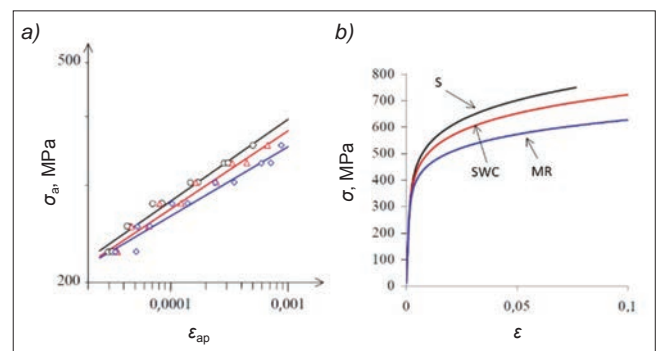 a)
500
σa, MPa
200
0,0001
0,001
εap
b)
800
700
600
500
400
300
200
100
0
σ, MPa
S
SWC
MR
0
0,05
0,1
ε